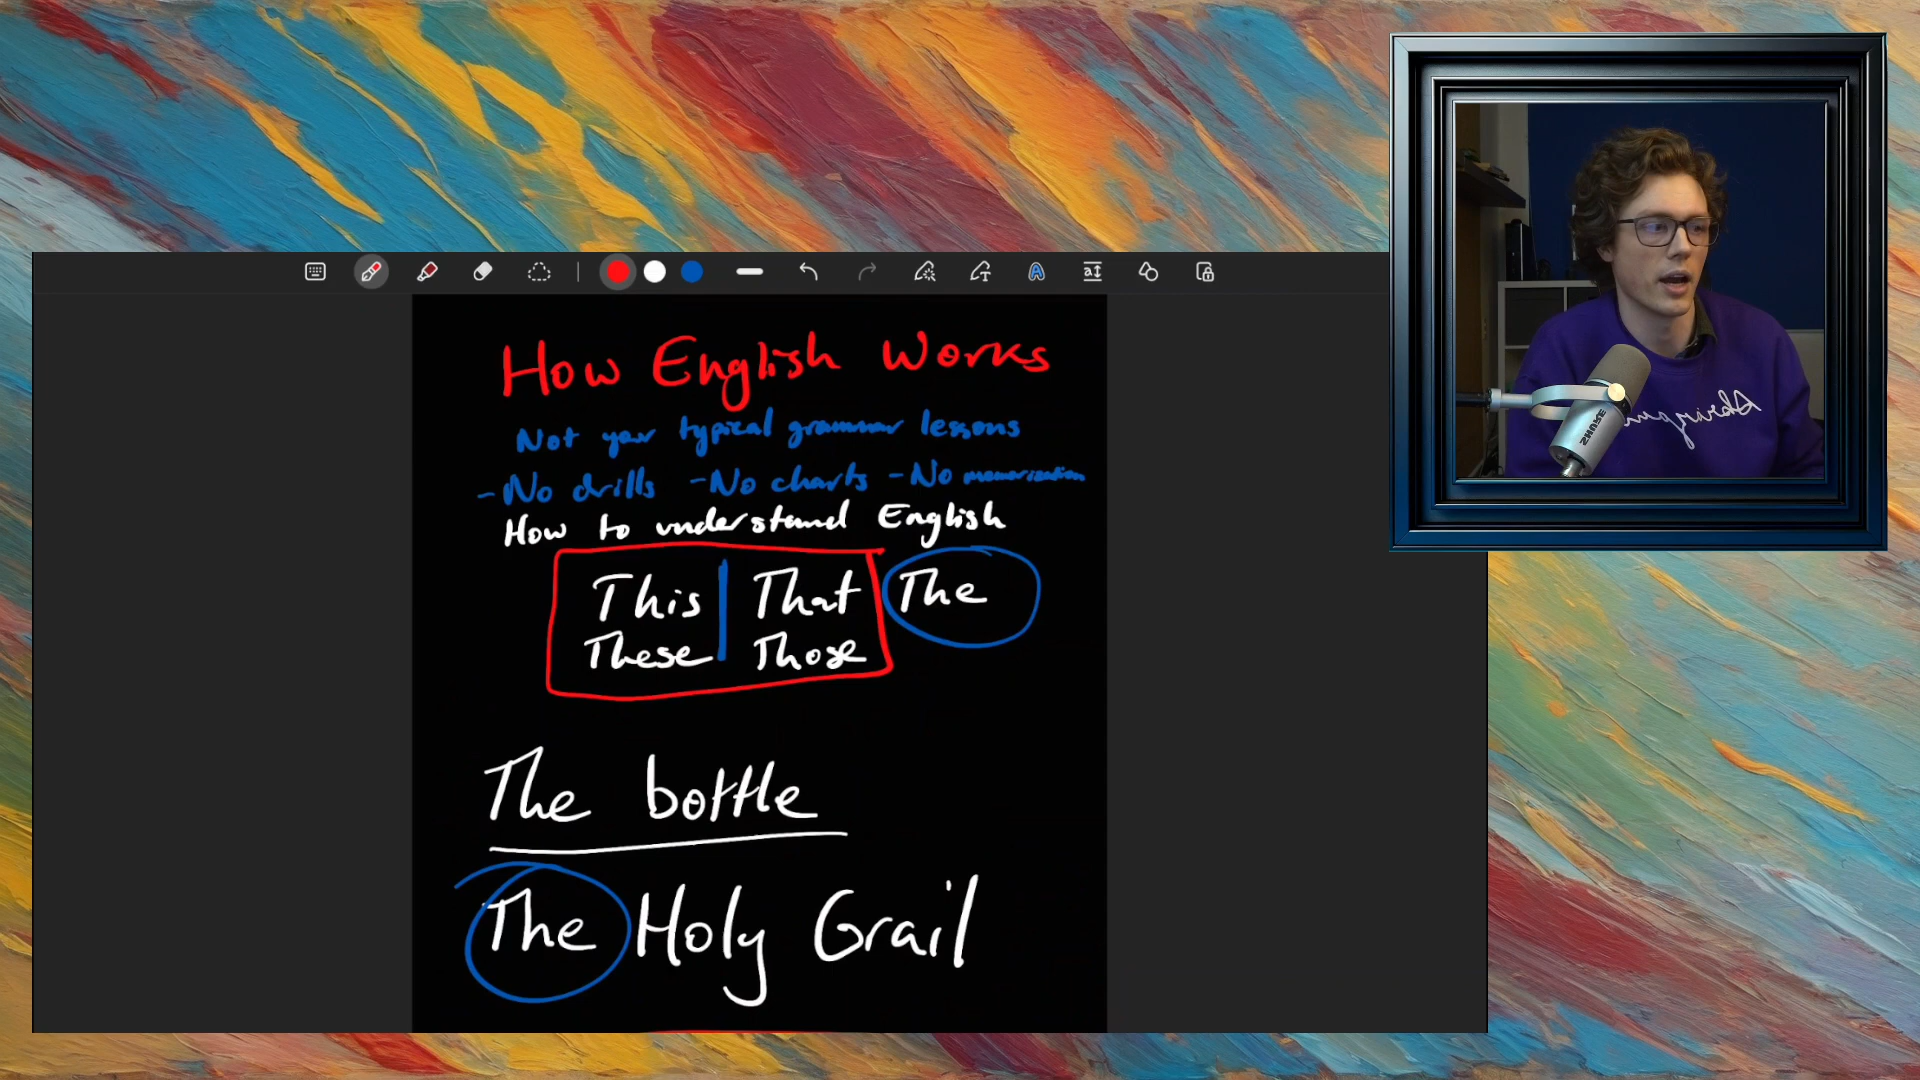 How English Works
Not your typical grammar lessons
- No drills - No charts - No memorization
How to understand English
This That The
These Those
The bottle
The Holy Grail
SHURE